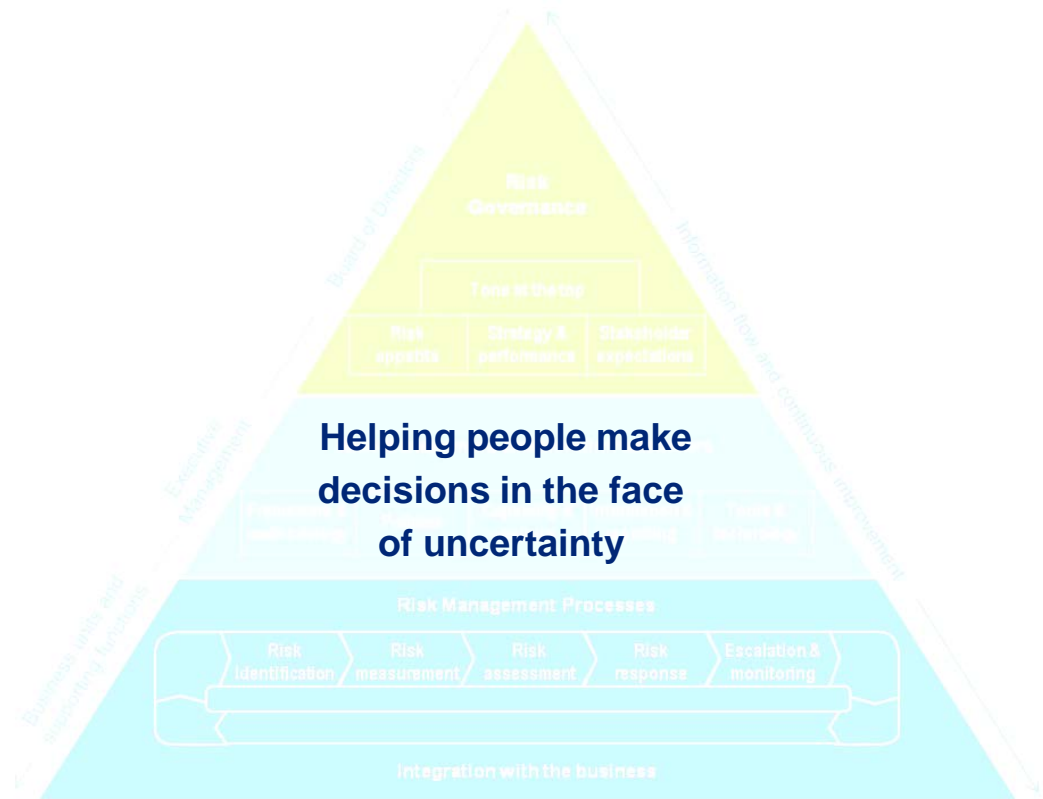 Board of Directors
Information flow and continuous improvement
Risk
Governance
Tone at the top
Risk
appetite
Strategy &
performance
Stakeholder
expectations
Executive
Management
Helping people make
decisions in the face
of uncertainty
Business units and
supporting functions
Risk Management Processes
Risk
Identification
Risk
measurement
Risk
assessment
Risk
response
Escalation &
monitoring
Integration with the business